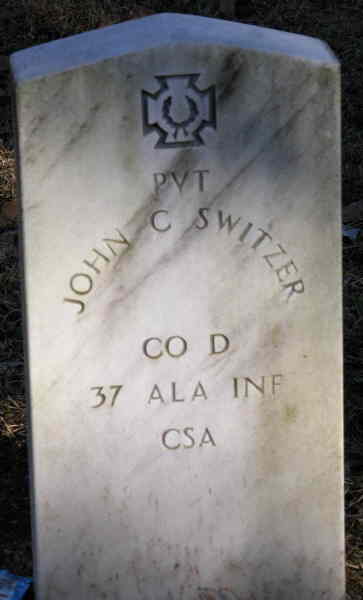 PVT
JOHN C SWITZER
CO D
37 ALA INF
CSA